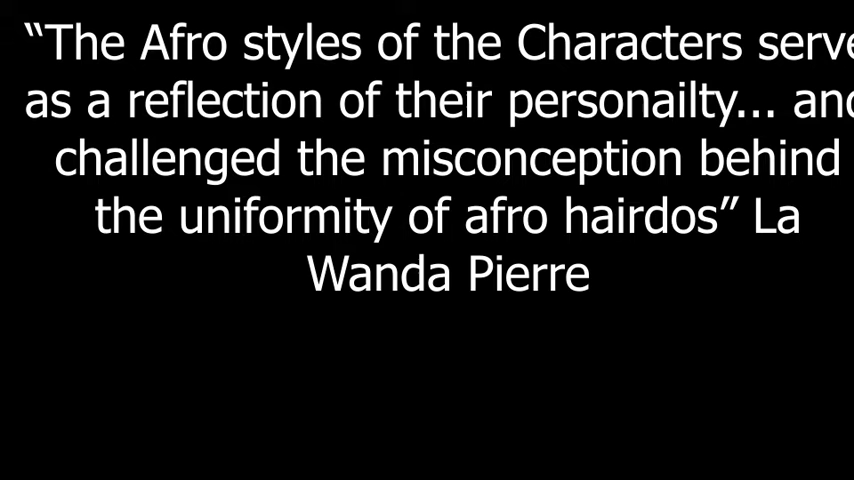 “The Afro styles of the Characters serve
as a reflection of their personailty... and
challenged the misconception behind
the uniformity of afro hairdos” La
Wanda Pierre